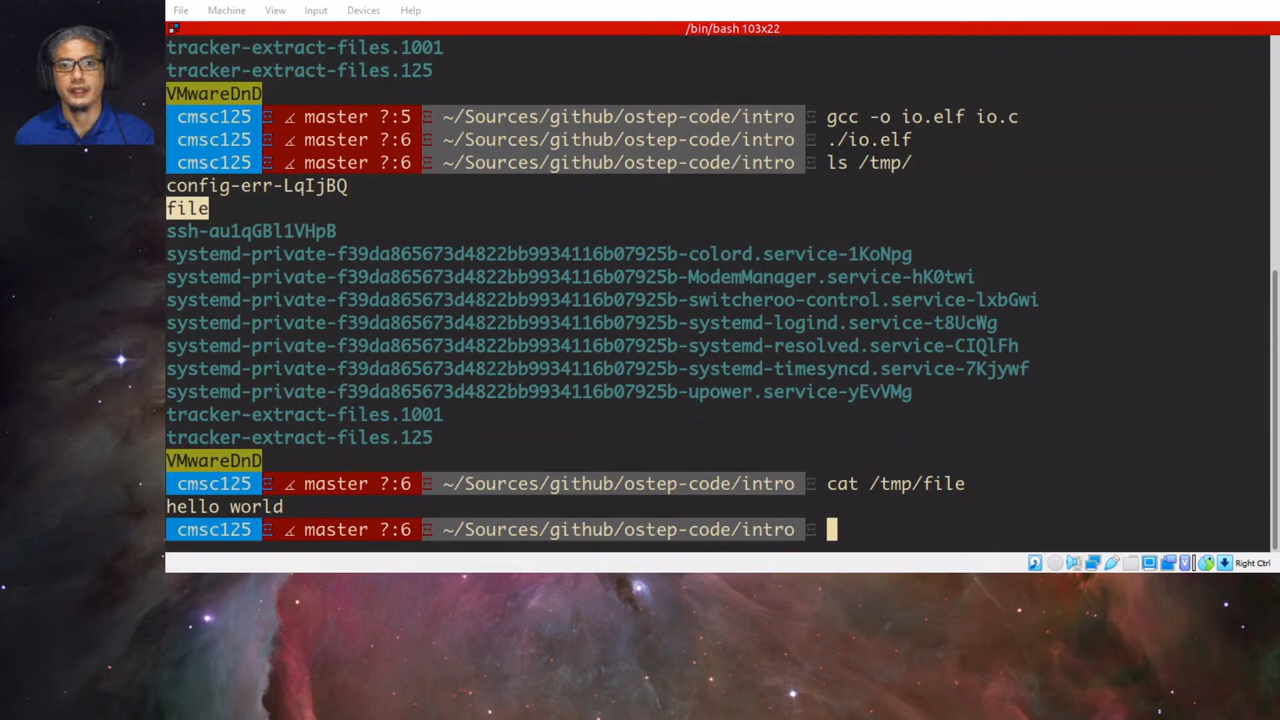 File Machine View Input Devices Help
/bin/bash 103x22
tracker-extract-files.1001
tracker-extract-files.125
VMwareDnD
cmsc125 master ?:5 ~/Sources/github/ostep-code/intro gcc -o io.elf io.c
cmsc125 master ?:6 ~/Sources/github/ostep-code/intro ./io.elf
cmsc125 master ?:6 ~/Sources/github/ostep-code/intro ls /tmp/
config-err-LqIjBQ
file
ssh-au1qGBl1VHpB
systemd-private-f39da865673d4822bb9934116b07925b-colord.service-1KoNpg
systemd-private-f39da865673d4822bb9934116b07925b-ModemManager.service-hK0twi
systemd-private-f39da865673d4822bb9934116b07925b-switcheroo-control.service-lxbGwi
systemd-private-f39da865673d4822bb9934116b07925b-systemd-logind.service-t8UcWg
systemd-private-f39da865673d4822bb9934116b07925b-systemd-resolved.service-CIQlFh
systemd-private-f39da865673d4822bb9934116b07925b-systemd-timesyncd.service-7Kjywf
systemd-private-f39da865673d4822bb9934116b07925b-upower.service-yEvVMg
tracker-extract-files.1001
tracker-extract-files.125
VMwareDnD
cmsc125 master ?:6 ~/Sources/github/ostep-code/intro cat /tmp/file
hello world
cmsc125 master ?:6 ~/Sources/github/ostep-code/intro
Right Ctrl